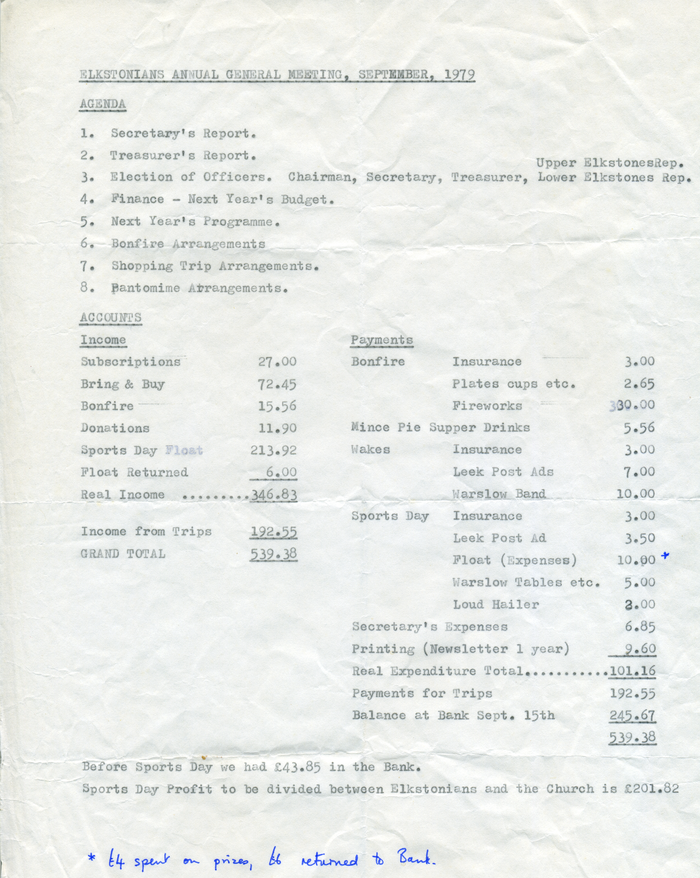 ELKSTONIANS ANNUAL GENERAL MEETING, SEPTEMBER, 1979
AGENDA
1. Secretary's Report.
2. Treasurer's Report.
Upper ElkstonesRep.
3. Election of Officers. Chairman, Secretary, Treasurer, Lower Elkstones Rep.
4. Finance - Next Year's Budget.
5. Next Year's Programme.
6. Bonfire Arrangements
7. Shopping Trip Arrangements.
8. Pantomime Arrangements.
ACCOUNTS
Income
Subscriptions 27.00
Bring & Buy 72.45
Bonfire 15.56
Donations 11.90
Sports Day Float 213.92
Float Returned 6.00
Real Income .........346.83
Income from Trips 192.55
GRAND TOTAL 539.38
Payments
Bonfire Insurance 3.00
Plates cups etc. 2.65
Fireworks 30.00
Mince Pie Supper Drinks 5.56
Wakes Insurance 3.00
Leek Post Ads 7.00
Warslow Band 10.00
Sports Day Insurance 3.00
Leek Post Ad 3.50
Float (Expenses) 10.00 *
Warslow Tables etc. 5.00
Loud Hailer 2.00
Secretary's Expenses 6.85
Printing (Newsletter 1 year) 9.60
Real Expenditure Total...........101.16
Payments for Trips 192.55
Balance at Bank Sept. 15th 245.67
539.38
Before Sports Day we had £43.85 in the Bank.
Sports Day Profit to be divided between Elkstonians and the Church is £201.82
* £4 spent on prizes, £6 returned to Bank.